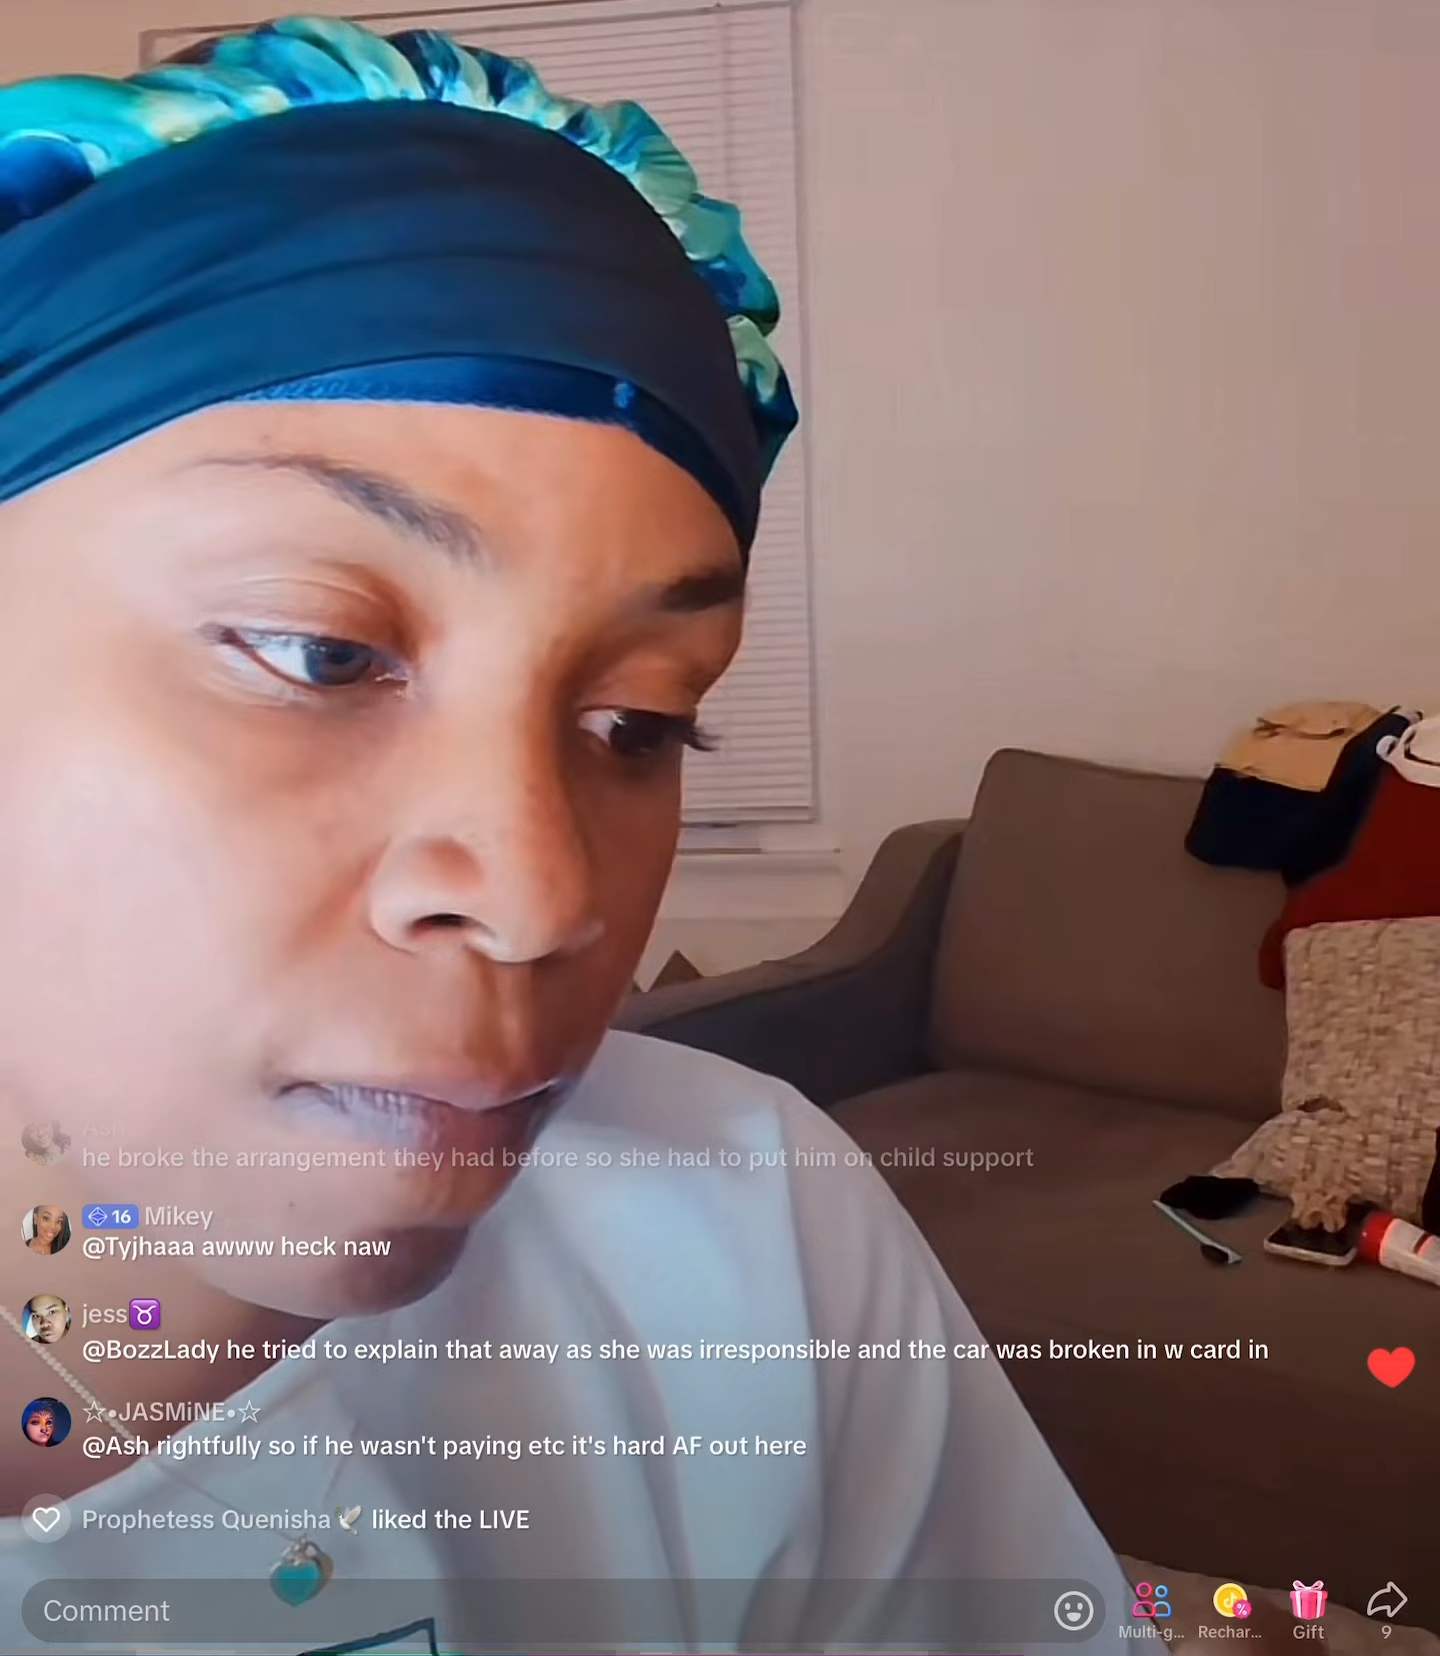 Ash
he broke the arrangement they had before so she had to put him on child support
16 Mikey
@Tyjhaaa awww heck naw
jess♉
@BozzLady he tried to explain that away as she was irresponsible and the car was broken in w card in
☆•JASMiNE•☆
@Ash rightfully so if he wasn't paying etc it's hard AF out here
Prophetess Quenisha🕊️ liked the LIVE
Comment
Multi-g...
Rechar...
Gift
9